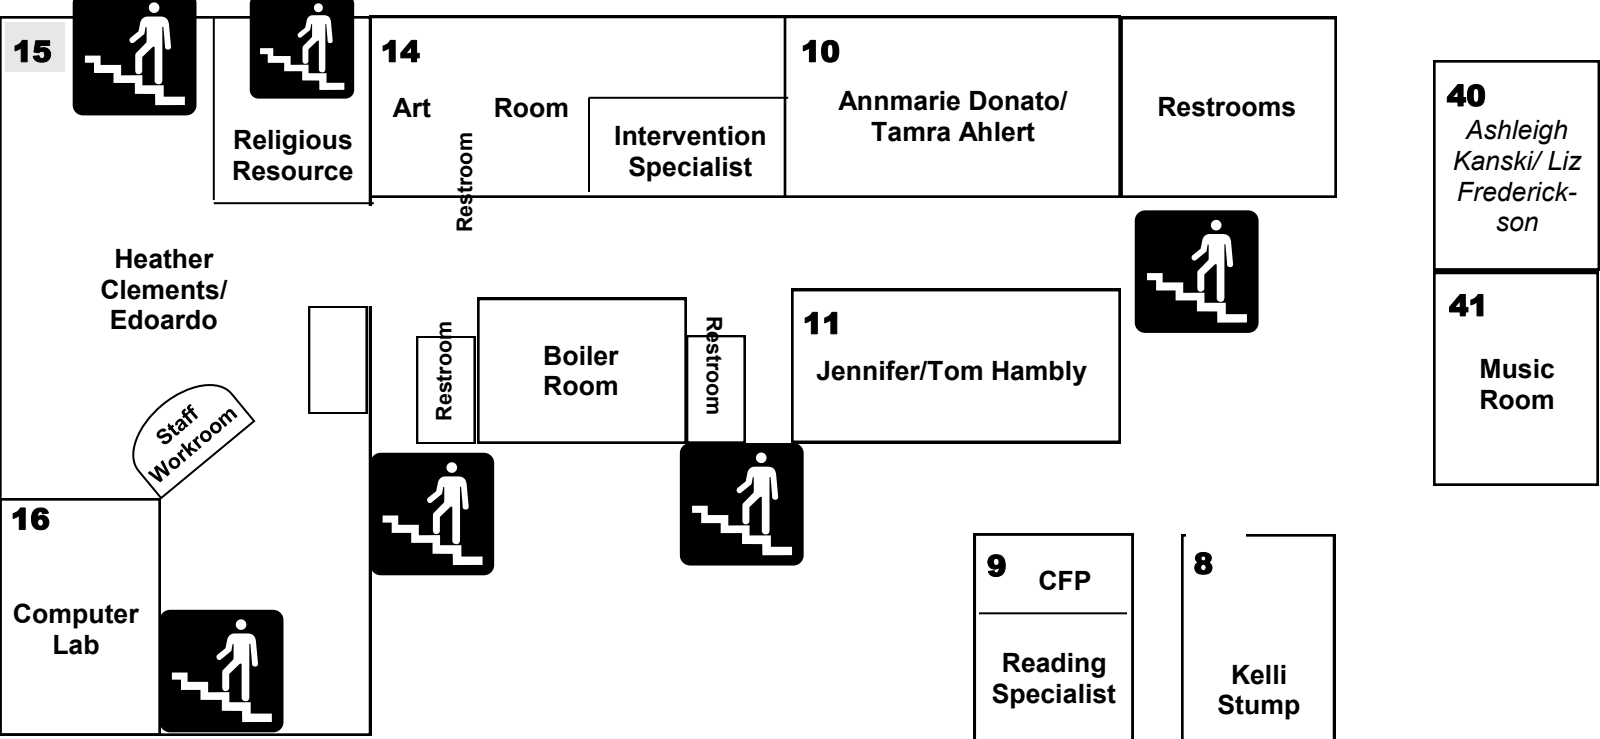 15
Religious
Resource
14
Art Room
Restroom
Intervention
Specialist
10
Annmarie Donato/
Tamra Ahlert
Restrooms
40
Ashleigh
Kanski/ Liz
Frederick-
son
Heather
Clements/
Edoardo
Restroom
Boiler
Room
Restroom
11
Jennifer/Tom Hambly
41
Music
Room
Staff
Workroom
16
Computer
Lab
9 CFP
Reading
Specialist
8
Kelli
Stump